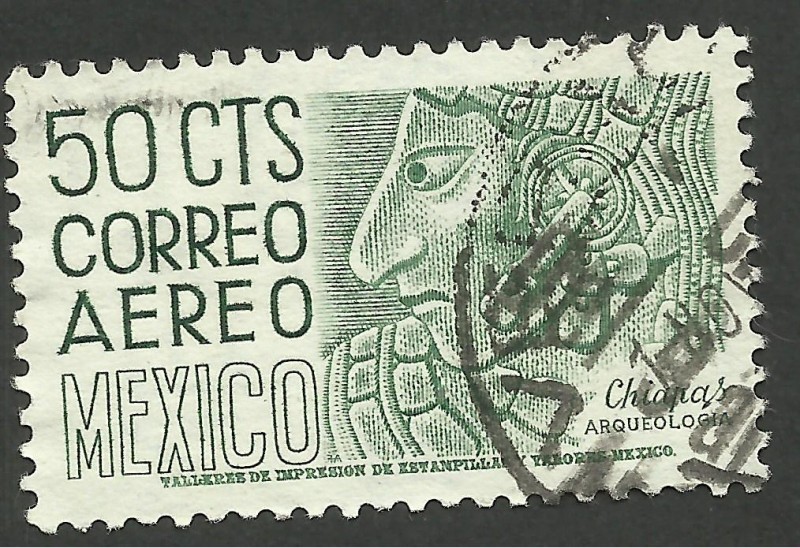 50 CTS
CORREO
AEREO
MEXICO
Chiapas
ARQUEOLOGIA
TALLERES DE IMPRESION DE ESTAMPILLAS Y VALORES-MEXICO.